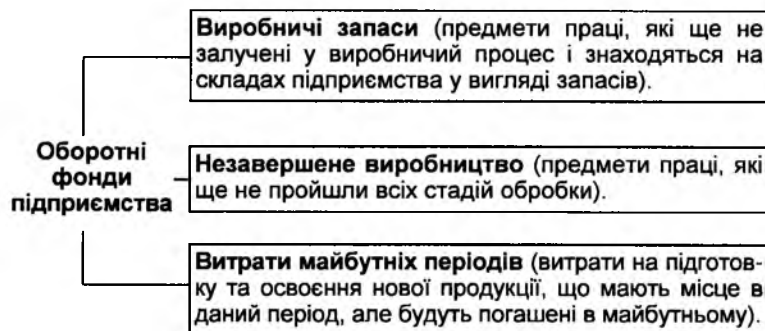 Виробничі запаси (предмети праці, які ще не
залучені у виробничий процес і знаходяться на
складах підприємства у вигляді запасів).
Оборотні
фонди
підприємства
Незавершене виробництво (предмети праці, які
ще не пройшли всіх стадій обробки).
Витрати майбутніх періодів (витрати на підготов-
ку та освоєння нової продукції, що мають місце в
даний період, але будуть погашені в майбутньому).